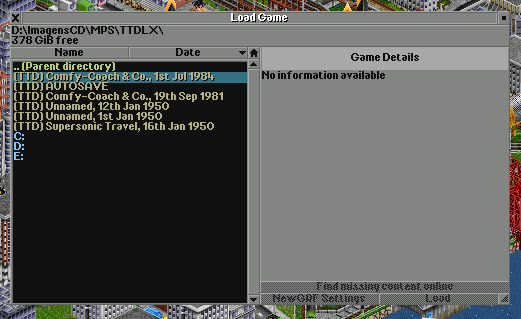 Load Game
D:\ImagensCD\MPS\TTDLX\
378 GiB free
Name
Date
Game Details
.. (Parent directory)
(TTD) Comfy-Coach & Co., 1st Jul 1984
(TTD) AUTOSAVE
(TTD) Comfy-Coach & Co., 19th Sep 1981
(TTD) Unnamed, 12th Jan 1950
(TTD) Unnamed, 1st Jan 1950
(TTD) Supersonic Travel, 16th Jan 1950
C:
D:
E:
No information available
Find missing content online
NewGRF Settings
Load